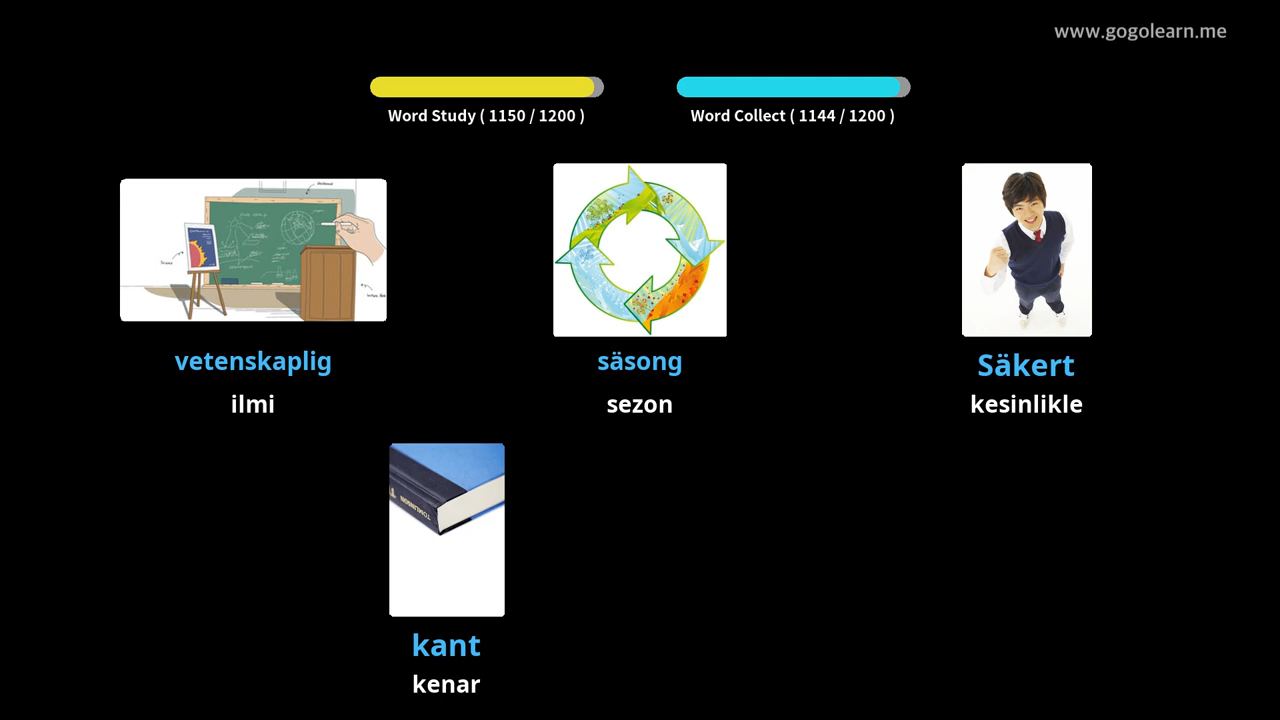 www.gogolearn.me
Word Study ( 1150 / 1200 )
Word Collect ( 1144 / 1200 )
vetenskaplig
ilmi
säsong
sezon
Säkert
kesinlikle
TOMLINSON
kant
kenar